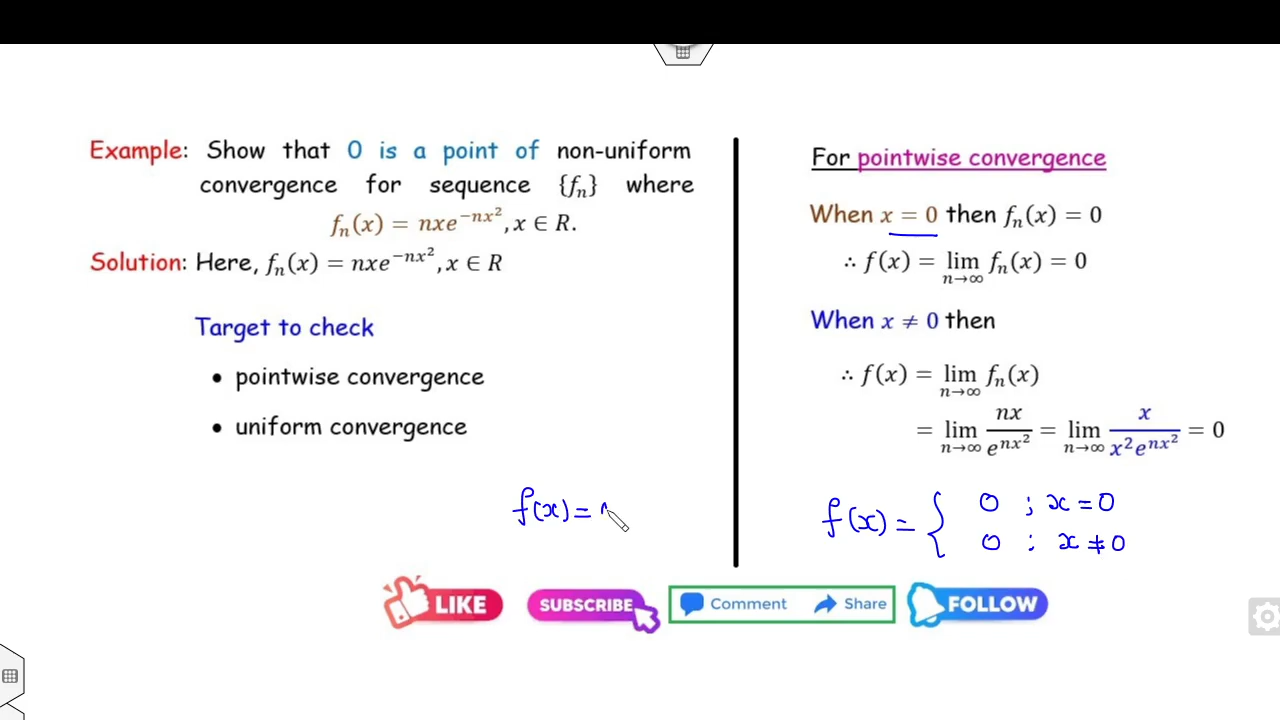 Example: Show that 0 is a point of non-uniform
convergence for sequence {fₙ} where
fₙ(x) = nxe^{-nx²}, x ∈ R.
Solution: Here, fₙ(x) = nxe^{-nx²}, x ∈ R
Target to check
• pointwise convergence
• uniform convergence
f(x) =
For pointwise convergence
When x = 0 then fₙ(x) = 0
∴ f(x) = lim_{n→∞} fₙ(x) = 0
When x ≠ 0 then
∴ f(x) = lim_{n→∞} fₙ(x)
= lim_{n→∞} nx/e^{nx²} = lim_{n→∞} x/(x²e^{nx²}) = 0
f(x) = { 0 ; x = 0
0 ; x ≠ 0
LIKE
SUBSCRIBE
Comment
Share
FOLLOW